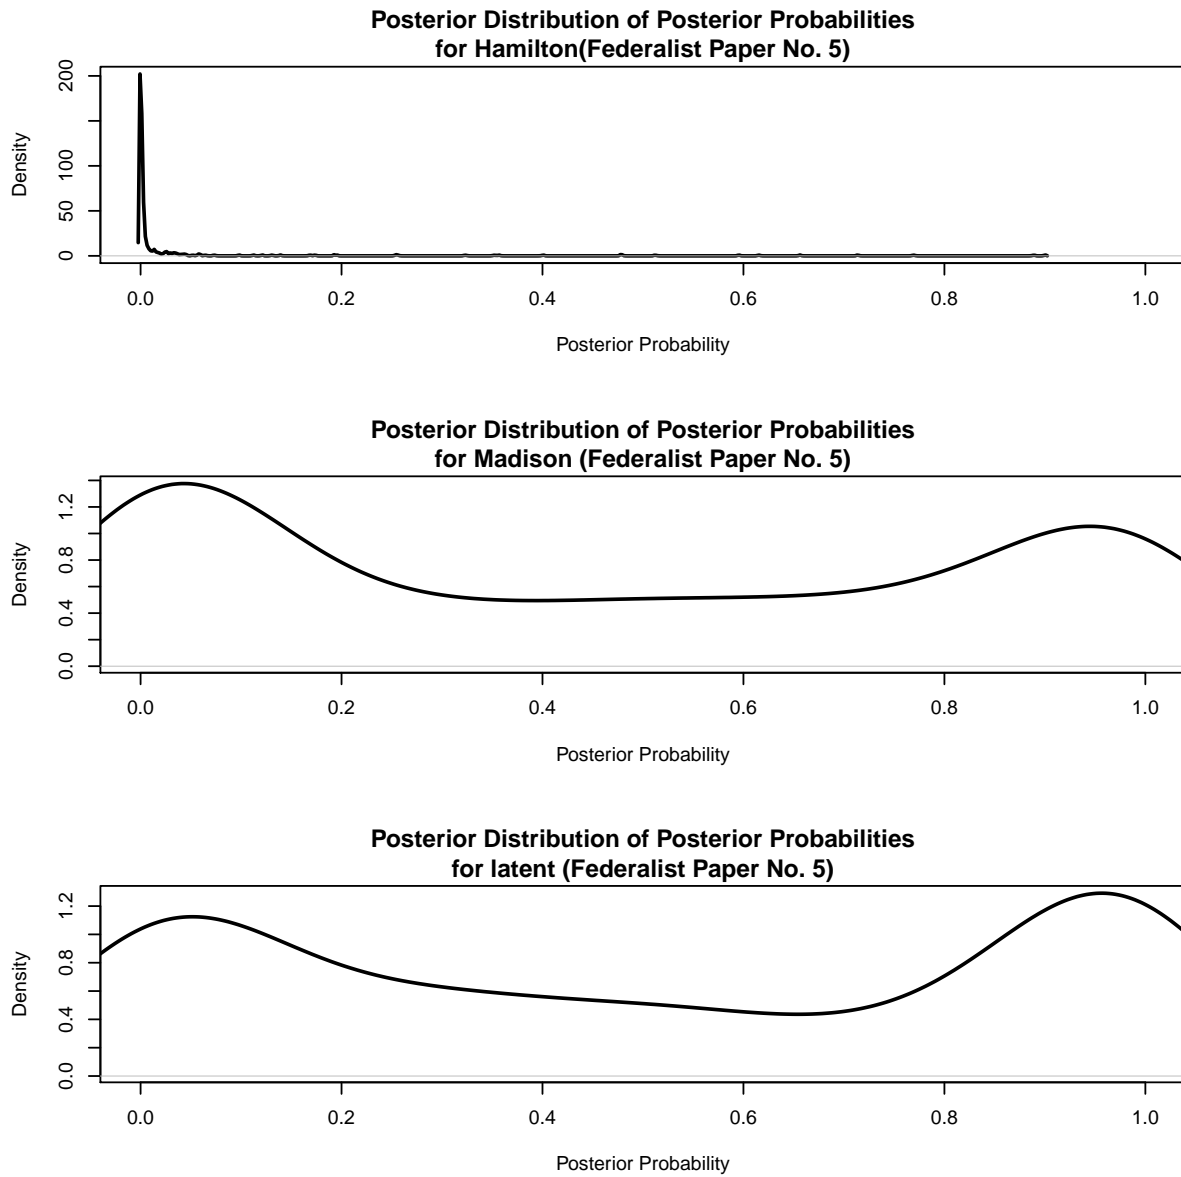 Posterior Distribution of Posterior Probabilities
for Hamilton(Federalist Paper No. 5)
Density
200
100
50
0
0.0 0.2 0.4 0.6 0.8 1.0
Posterior Probability
Posterior Distribution of Posterior Probabilities
for Madison (Federalist Paper No. 5)
Density
1.2
0.8
0.4
0.0
0.0 0.2 0.4 0.6 0.8 1.0
Posterior Probability
Posterior Distribution of Posterior Probabilities
for latent (Federalist Paper No. 5)
Density
1.2
0.8
0.4
0.0
0.0 0.2 0.4 0.6 0.8 1.0
Posterior Probability